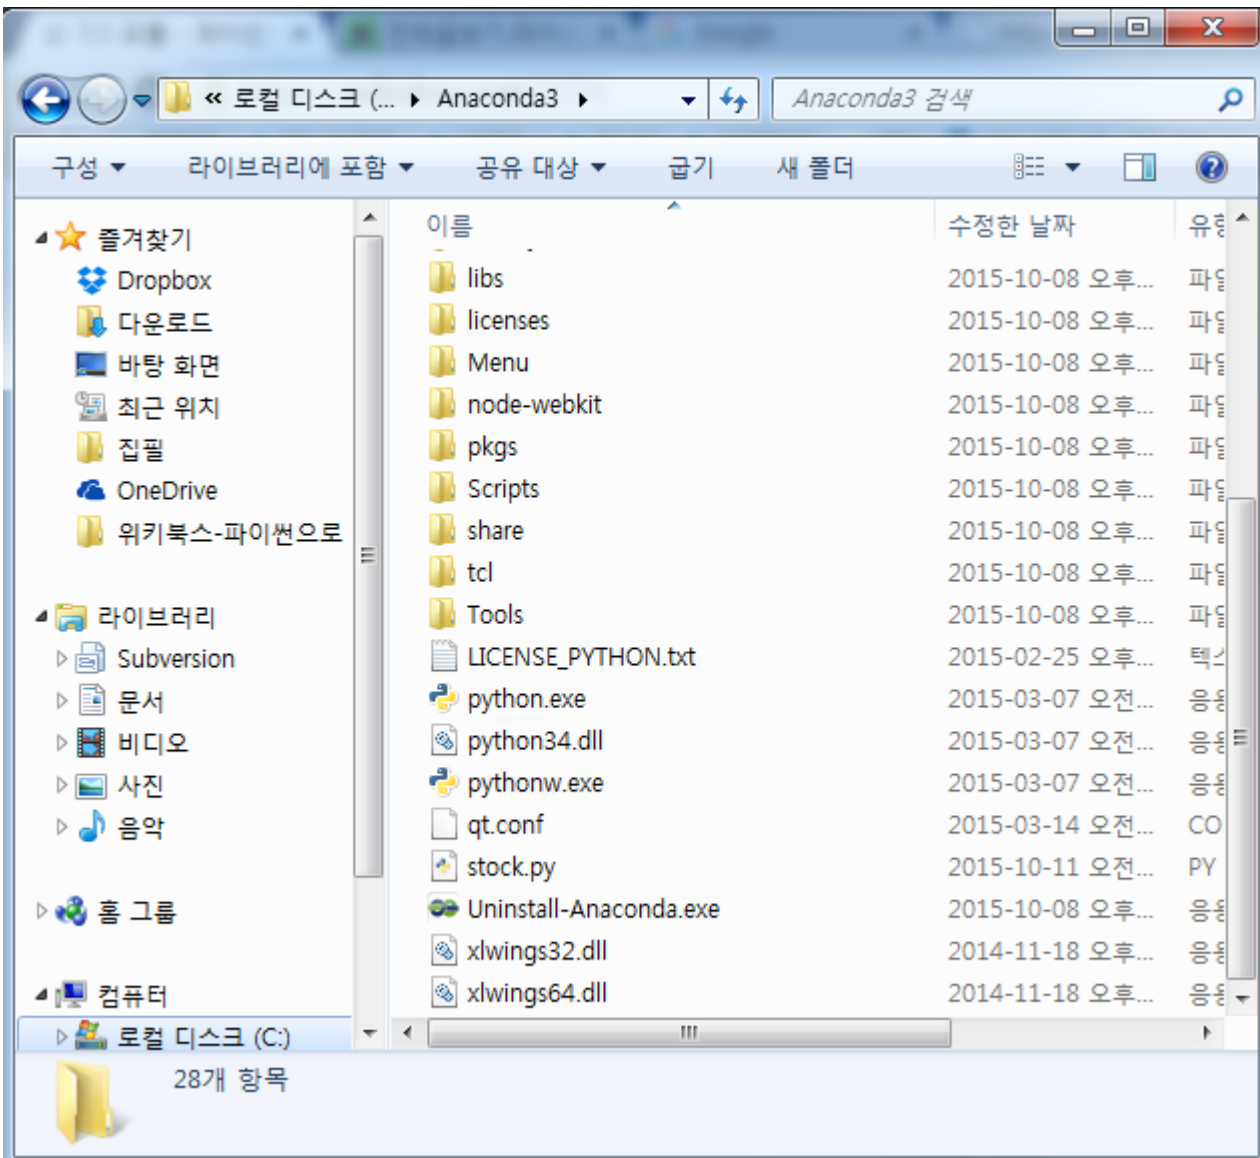 « 로컬 디스크 (... ▸ Anaconda3 ▸
Anaconda3 검색
구성 라이브러리에 포함 공유 대상 굽기 새 폴더
즐겨찾기
Dropbox
다운로드
바탕 화면
최근 위치
집필
OneDrive
위키북스-파이썬으로
라이브러리
Subversion
문서
비디오
사진
음악
홈 그룹
컴퓨터
로컬 디스크 (C:)
이름 수정한 날짜
libs 2015-10-08 오후...
licenses 2015-10-08 오후...
Menu 2015-10-08 오후...
node-webkit 2015-10-08 오후...
pkgs 2015-10-08 오후...
Scripts 2015-10-08 오후...
share 2015-10-08 오후...
tcl 2015-10-08 오후...
Tools 2015-10-08 오후...
LICENSE_PYTHON.txt 2015-02-25 오후...
python.exe 2015-03-07 오전...
python34.dll 2015-03-07 오전...
pythonw.exe 2015-03-07 오전...
qt.conf 2015-03-14 오전... CO
stock.py 2015-10-11 오전... PY
Uninstall-Anaconda.exe 2015-10-08 오후...
xlwings32.dll 2014-11-18 오후...
xlwings64.dll 2014-11-18 오후...
28개 항목